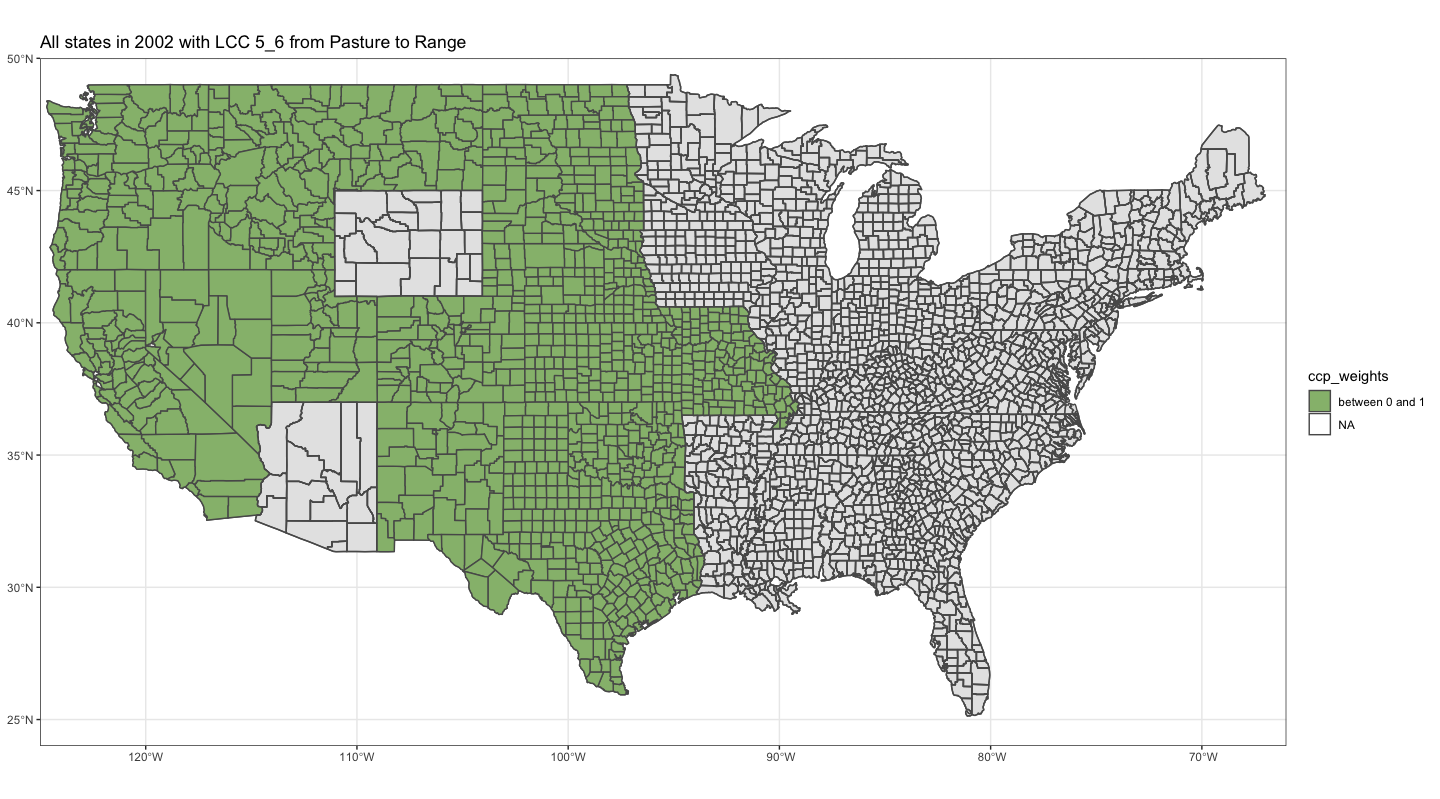 All states in 2002 with LCC 5_6 from Pasture to Range
50°N
45°N
40°N
35°N
30°N
25°N
120°W 110°W 100°W 90°W 80°W 70°W
ccp_weights
between 0 and 1
NA